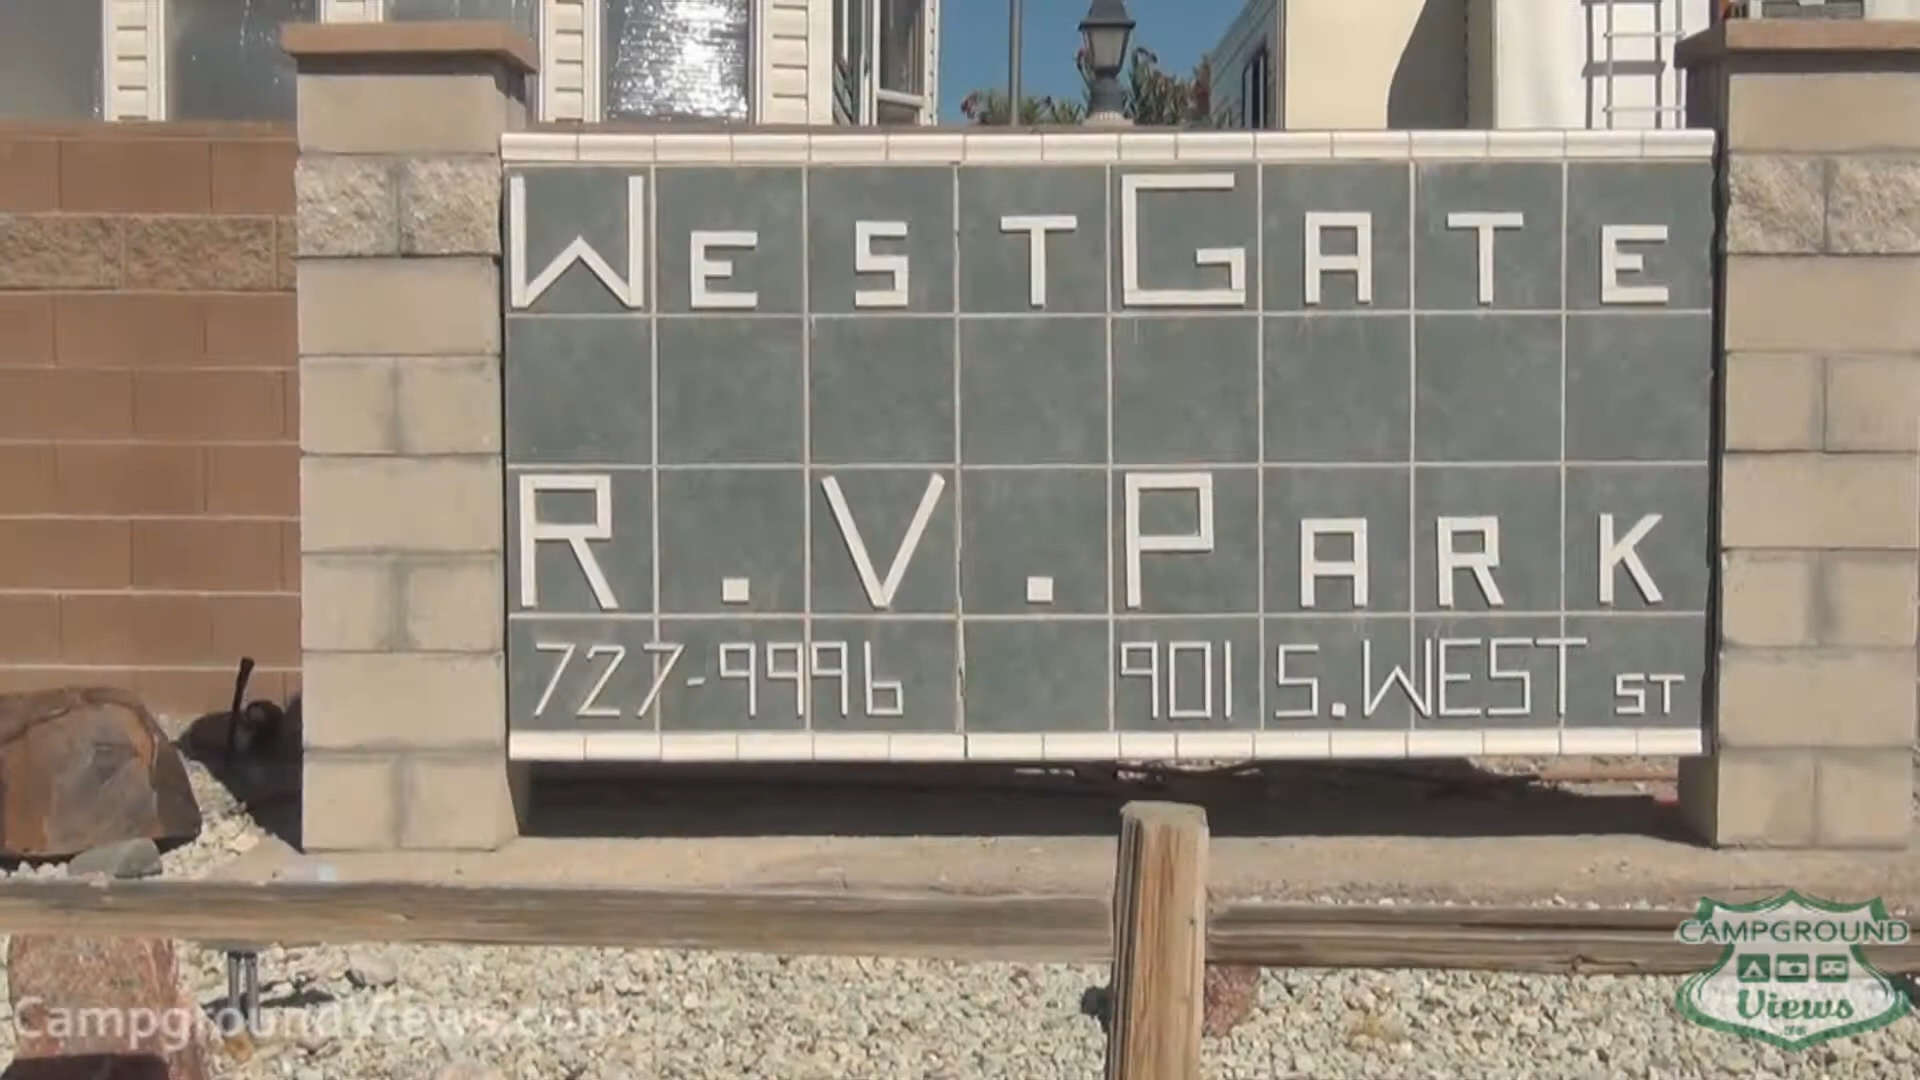 WESTGATE
R.V. PARK
727-9996 901 S. WEST ST
CampgroundViews.com
CAMPGROUND
Views